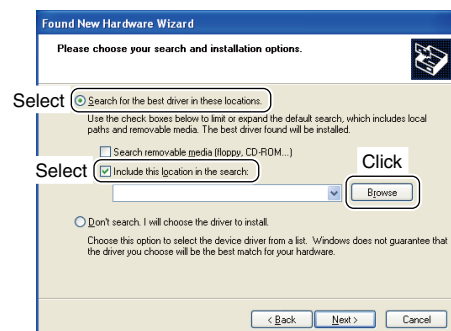 Found New Hardware Wizard
Please choose your search and installation options.
Select
Search for the best driver in these locations.
Use the check boxes below to limit or expand the default search, which includes local
paths and removable media. The best driver found will be installed.
Search removable media (floppy, CD-ROM...)
Select
Include this location in the search:
Click
Browse
Don't search. I will choose the driver to install.
Choose this option to select the device driver from a list. Windows does not guarantee that
the driver you choose will be the best match for your hardware.
< Back
Next >
Cancel